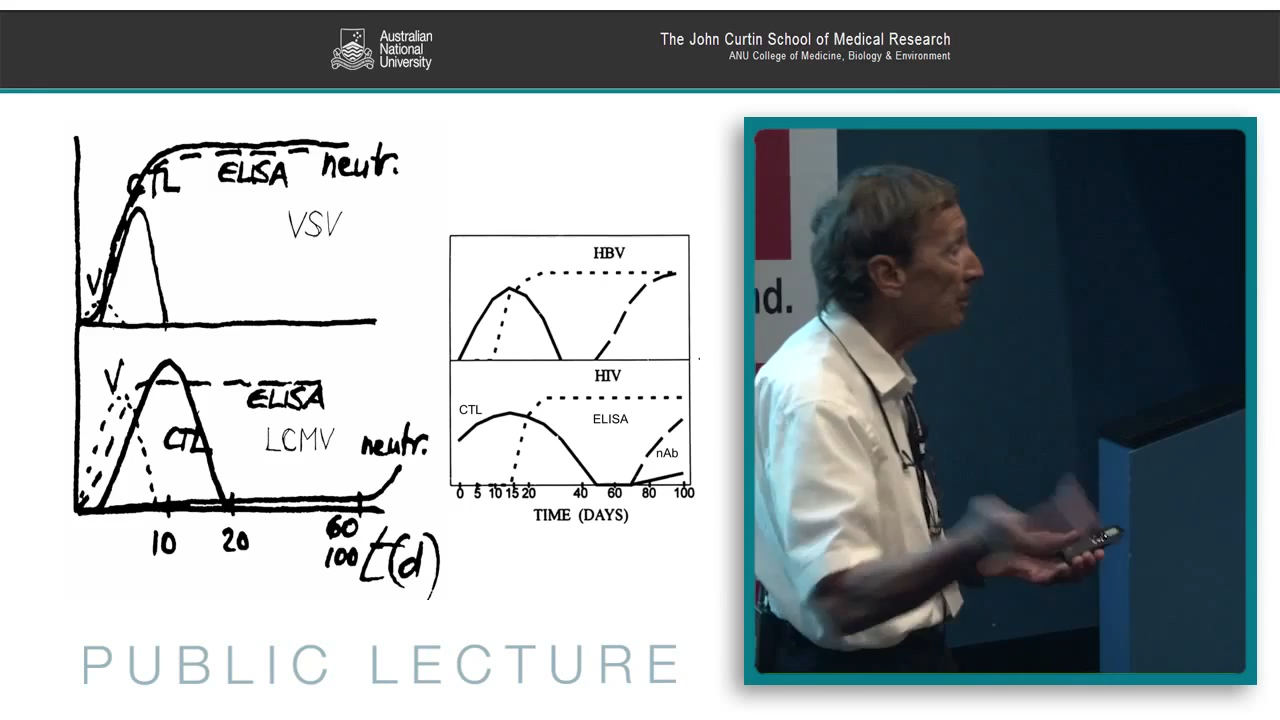 Australian
National
University
The John Curtin School of Medical Research
ANU College of Medicine, Biology & Environment
CTL
ELISA
neutr.
VSV
V
V
ELISA
CTL
LCMV
neutr.
10
20
60
100
t(d)
HBV
HIV
CTL
ELISA
nAb
0 5 10 15 20 40 60 80 100
TIME (DAYS)
nd.
PUBLIC LECTURE